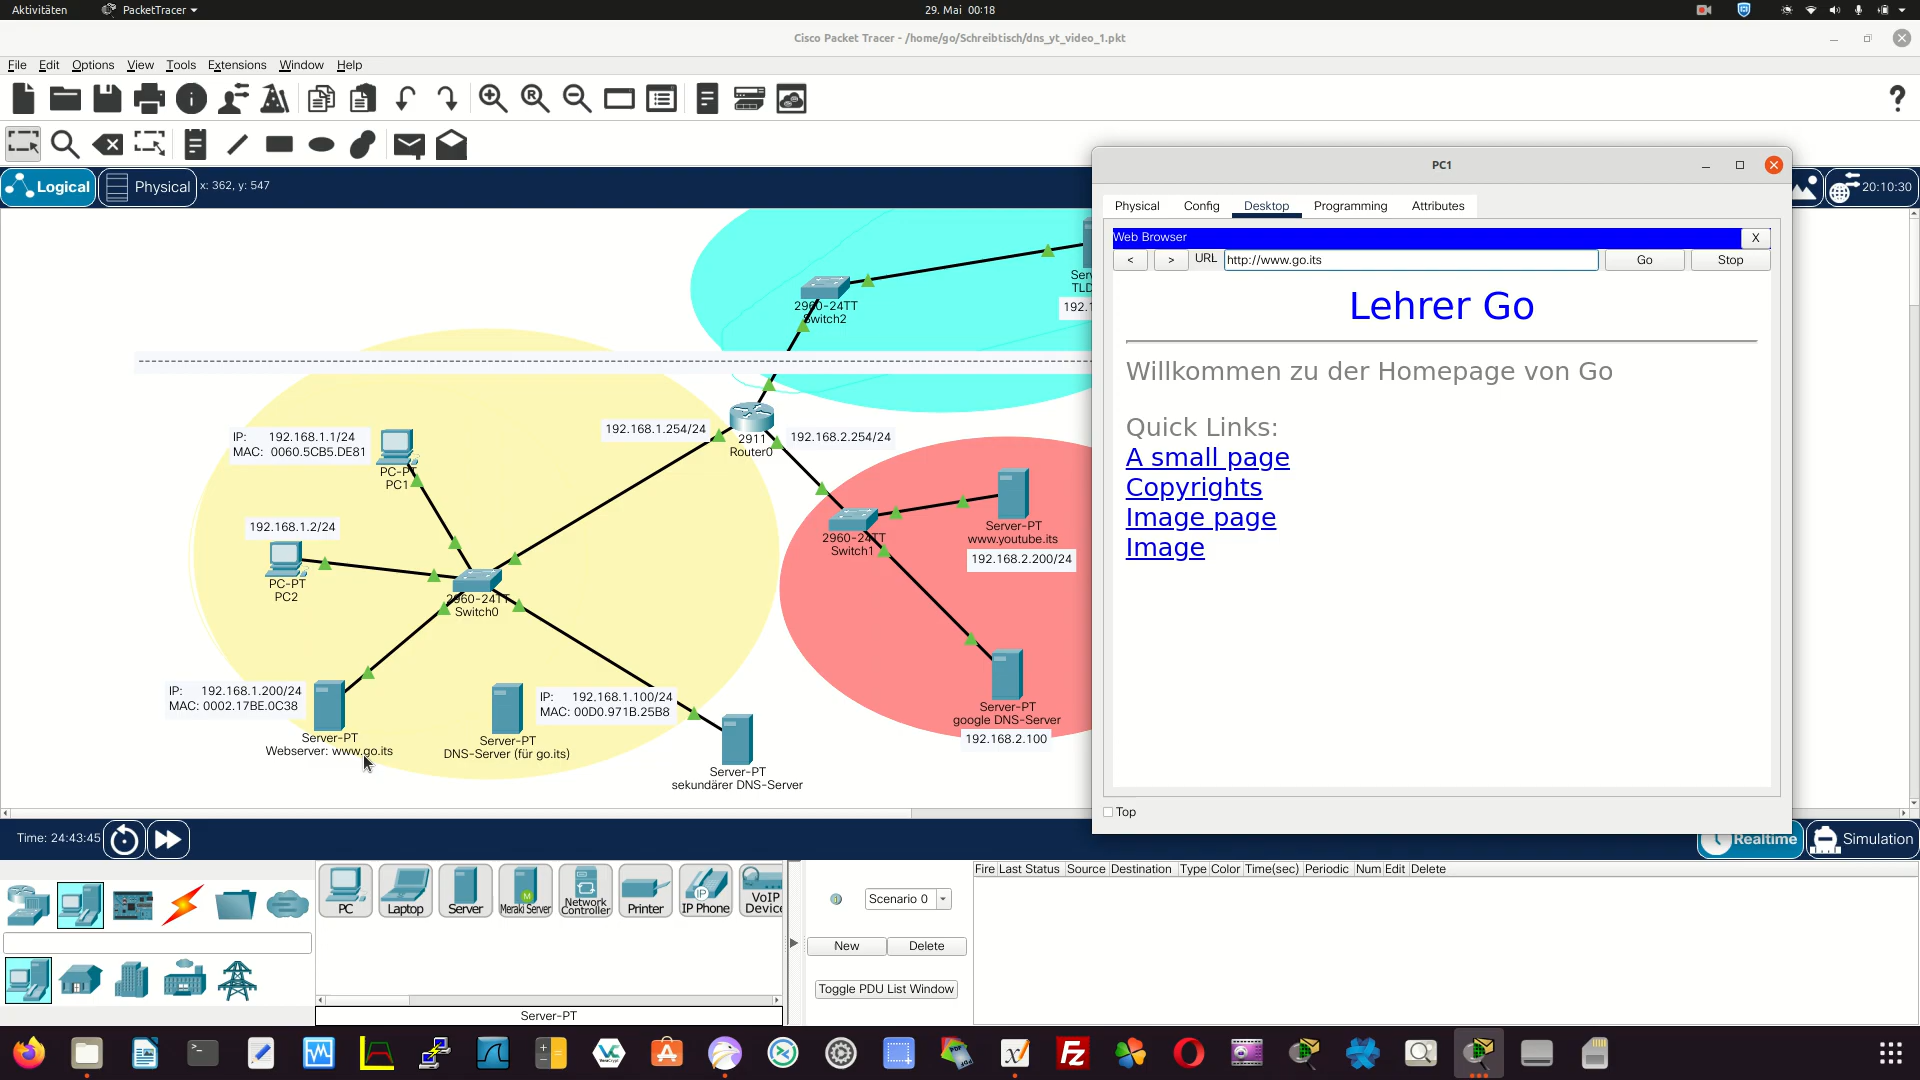 Aktivitäten
PacketTracer
29. Mai 00:18
Cisco Packet Tracer - /home/go/Schreibtisch/dns_yt_video_1.pkt
File Edit Options View Tools Extensions Window Help
Logical
Physical
x: 362, y: 547
20:10:30
2960-24TT
Switch2
TLD
192.1
192.168.1.254/24
2911
Router0
192.168.2.254/24
IP: 192.168.1.1/24
MAC: 0060.5CB5.DE81
PC-PT
PC1
192.168.1.2/24
PC-PT
PC2
2960-24TT
Switch0
2960-24TT
Switch1
Server-PT
www.youtube.its
192.168.2.200/24
IP: 192.168.1.200/24
MAC: 0002.17BE.0C38
Server-PT
Webserver: www.go.its
IP: 192.168.1.100/24
MAC: 00D0.971B.25B8
Server-PT
DNS-Server (für go.its)
Server-PT
sekundärer DNS-Server
Server-PT
google DNS-Server
192.168.2.100
PC1
Physical Config Desktop Programming Attributes
Web Browser
X
< > URL http://www.go.its Go Stop
Lehrer Go
Willkommen zu der Homepage von Go
Quick Links:
A small page
Copyrights
Image page
Image
Top
Time: 24:43:45
Realtime
Simulation
PC
Laptop
Server
Meraki Server
Network Controller
Printer
IP Phone
VoIP
Device
Server-PT
Scenario 0
New
Delete
Toggle PDU List Window
Fire Last Status Source Destination Type Color Time(sec) Periodic Num Edit Delete